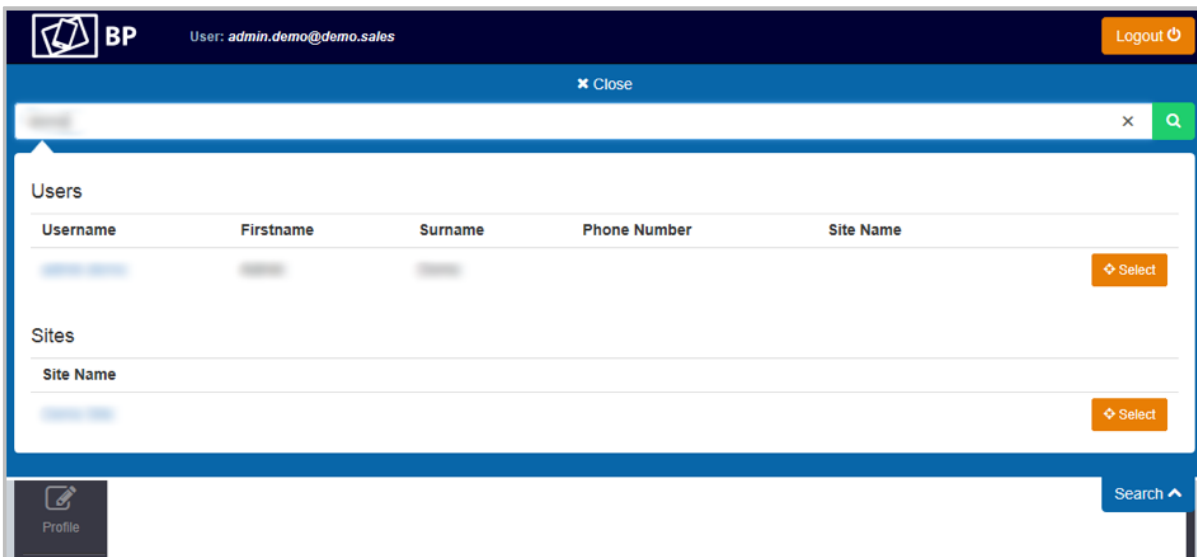 BP User: admin.demo@demo.sales Logout
Close
Users
Username Firstname Surname Phone Number Site Name
Select
Sites
Site Name
Select
Search
Profile